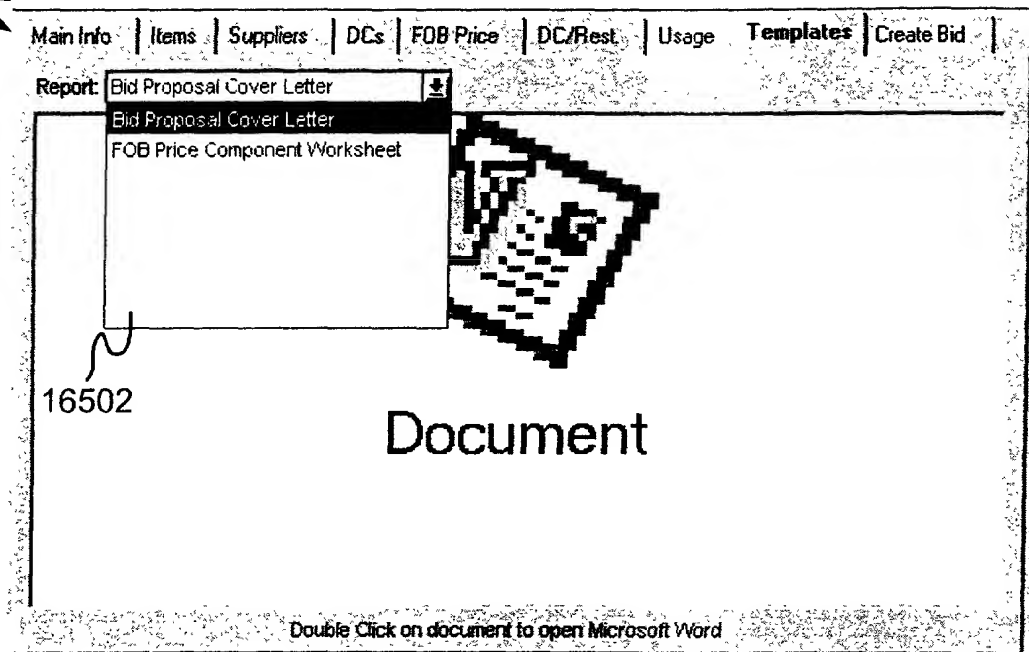 Main Info Items Suppliers DCs FOB Price DC/Rest Usage Templates Create Bid
Report: Bid Proposal Cover Letter
Bid Proposal Cover Letter
FOB Price Component Worksheet
16502
Document
Double Click on document to open Microsoft Word